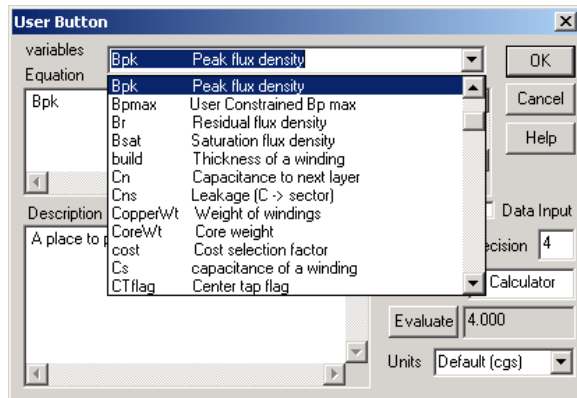 User Button
variables
Bpk Peak flux density
OK
Equation
Bpk
Cancel
Help
Bpk Peak flux density
Bpmax User Constrained Bp max
Br Residual flux density
Bsat Saturation flux density
build Thickness of a winding
Cn Capacitance to next layer
Cns Leakage (C -> sector)
CopperWt Weight of windings
CoreWt Core weight
cost Cost selection factor
Cs capacitance of a winding
CTflag Center tap flag
Description
Data Input
A place to
4
Calculator
Evaluate 4.000
Units Default (cgs)